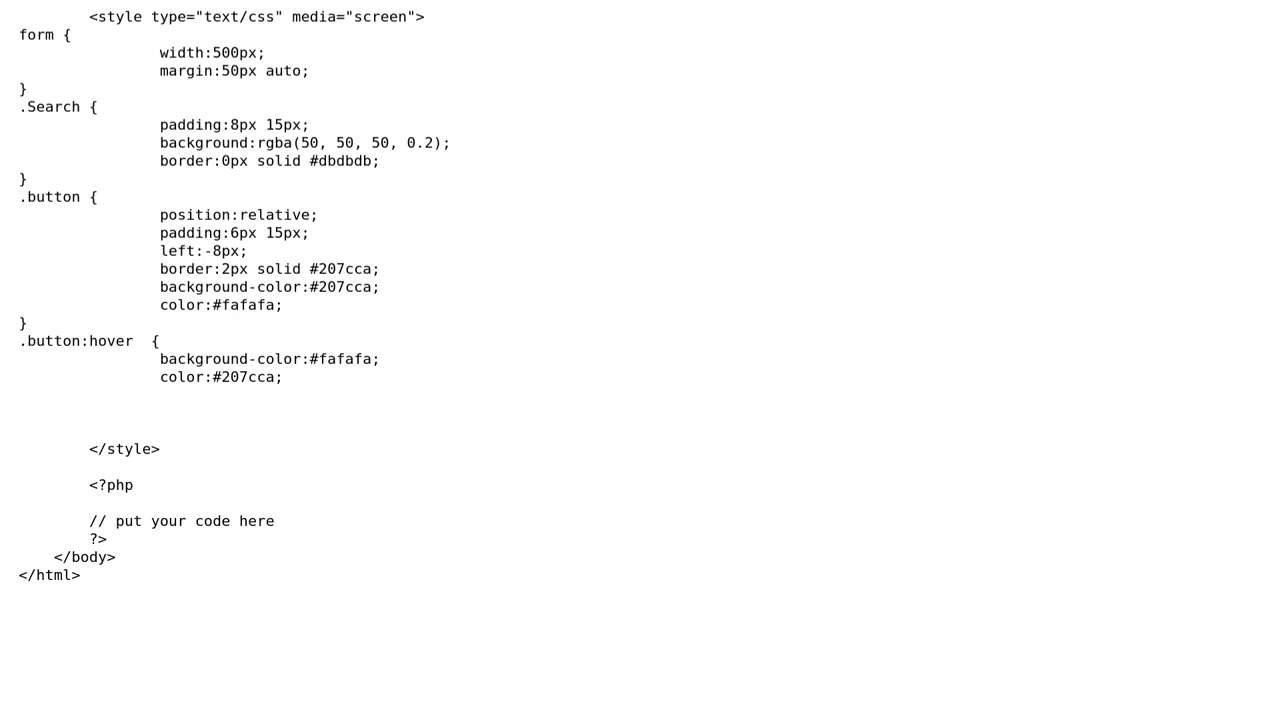 <style type="text/css" media="screen">
form {
width:500px;
margin:50px auto;
}
.Search {
padding:8px 15px;
background:rgba(50, 50, 50, 0.2);
border:0px solid #dbdbdb;
}
.button {
position:relative;
padding:6px 15px;
left:-8px;
border:2px solid #207cca;
background-color:#207cca;
color:#fafafa;
}
.button:hover  {
background-color:#fafafa;
color:#207cca;
</style>
<?php
// put your code here
?>
</body>
</html>